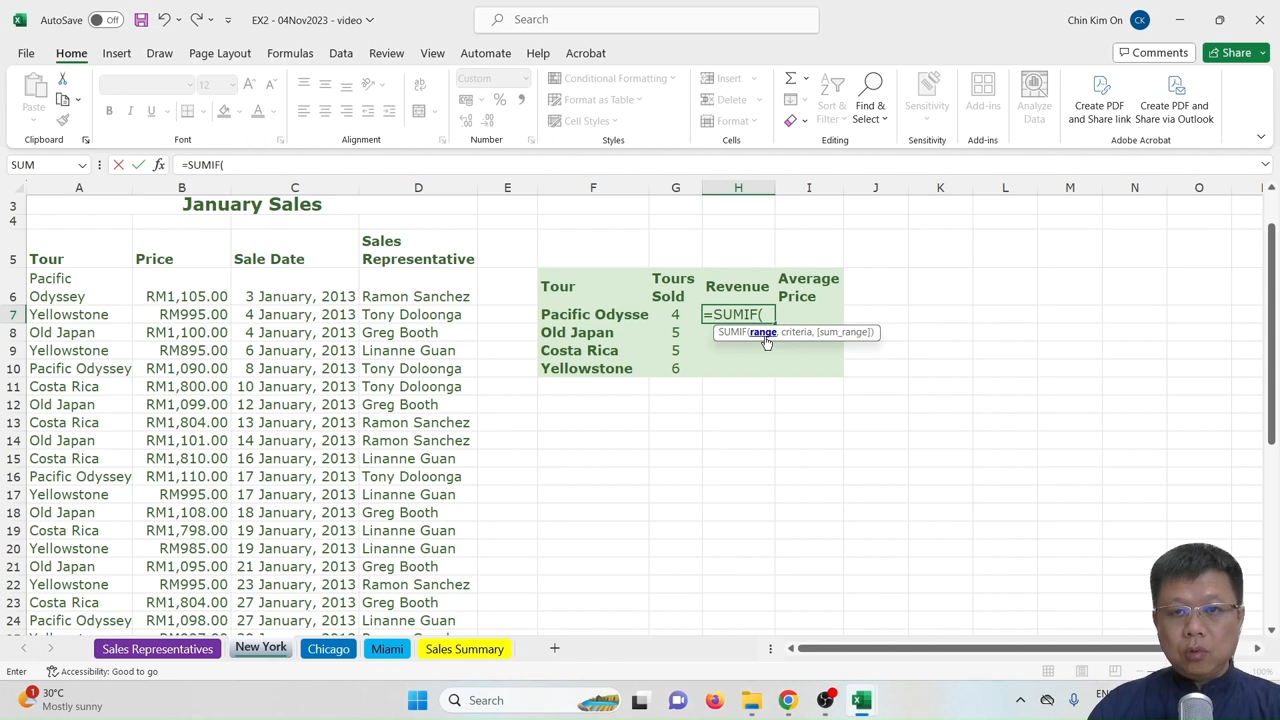 AutoSave Off EX2 - 04Nov2023 - video Search Chin Kim On CK
File Home Insert Draw Page Layout Formulas Data Review View Automate Help Acrobat Comments Share
Paste 12 Custom Conditional Formatting Format as Table Cell Styles Insert Delete Format Sort & Filter Find & Select Sensitivity Add-ins Analyze Data Create PDF and Share link Create PDF and Share via Outlook
Clipboard Font Alignment Number Styles Cells Editing Sensitivity Add-ins Adobe Acrobat
SUM =SUMIF(
A B C D E F G H I J K L M N O
3 January Sales
4
5 Tour Price Sale Date Sales Representative
6 Pacific Odyssey RM1,105.00 3 January, 2013 Ramon Sanchez Tour Tours Sold Revenue Average Price
7 Yellowstone RM995.00 4 January, 2013 Tony Doloonga Pacific Odysse 4 =SUMIF(
8 Old Japan RM1,100.00 4 January, 2013 Greg Booth Old Japan 5 SUMIF(range, criteria, [sum_range])
9 Yellowstone RM895.00 6 January, 2013 Linanne Guan Costa Rica 5
10 Pacific Odyssey RM1,090.00 8 January, 2013 Tony Doloonga Yellowstone 6
11 Costa Rica RM1,800.00 10 January, 2013 Tony Doloonga
12 Old Japan RM1,099.00 12 January, 2013 Greg Booth
13 Costa Rica RM1,804.00 13 January, 2013 Ramon Sanchez
14 Old Japan RM1,101.00 14 January, 2013 Ramon Sanchez
15 Costa Rica RM1,810.00 16 January, 2013 Linanne Guan
16 Pacific Odyssey RM1,110.00 17 January, 2013 Tony Doloonga
17 Yellowstone RM995.00 17 January, 2013 Linanne Guan
18 Old Japan RM1,108.00 18 January, 2013 Greg Booth
19 Costa Rica RM1,798.00 19 January, 2013 Linanne Guan
20 Yellowstone RM985.00 19 January, 2013 Linanne Guan
21 Old Japan RM1,095.00 21 January, 2013 Greg Booth
22 Yellowstone RM995.00 23 January, 2013 Ramon Sanchez
23 Costa Rica RM1,804.00 27 January, 2013 Greg Booth
24 Pacific Odyssey RM1,098.00 27 January, 2013 Linanne Guan
Sales Representatives New York Chicago Miami Sales Summary
Enter Accessibility: Good to go 100%
1 30°C Search
Mostly sunny